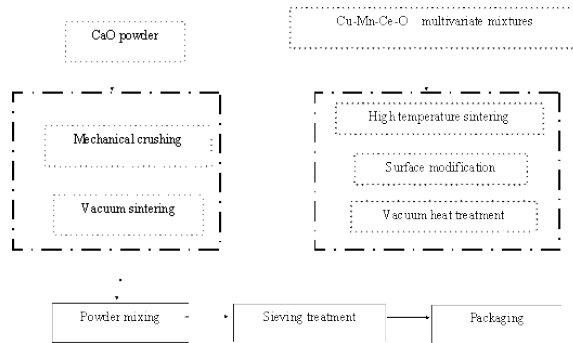 CaO powder
Cu-Mn-Ce-O multivariate mixtures
Mechanical crushing
Vacuum sintering
High temperature sintering
Surface modification
Vacuum heat treatment
Powder mixing
Sieving treatment
Packaging